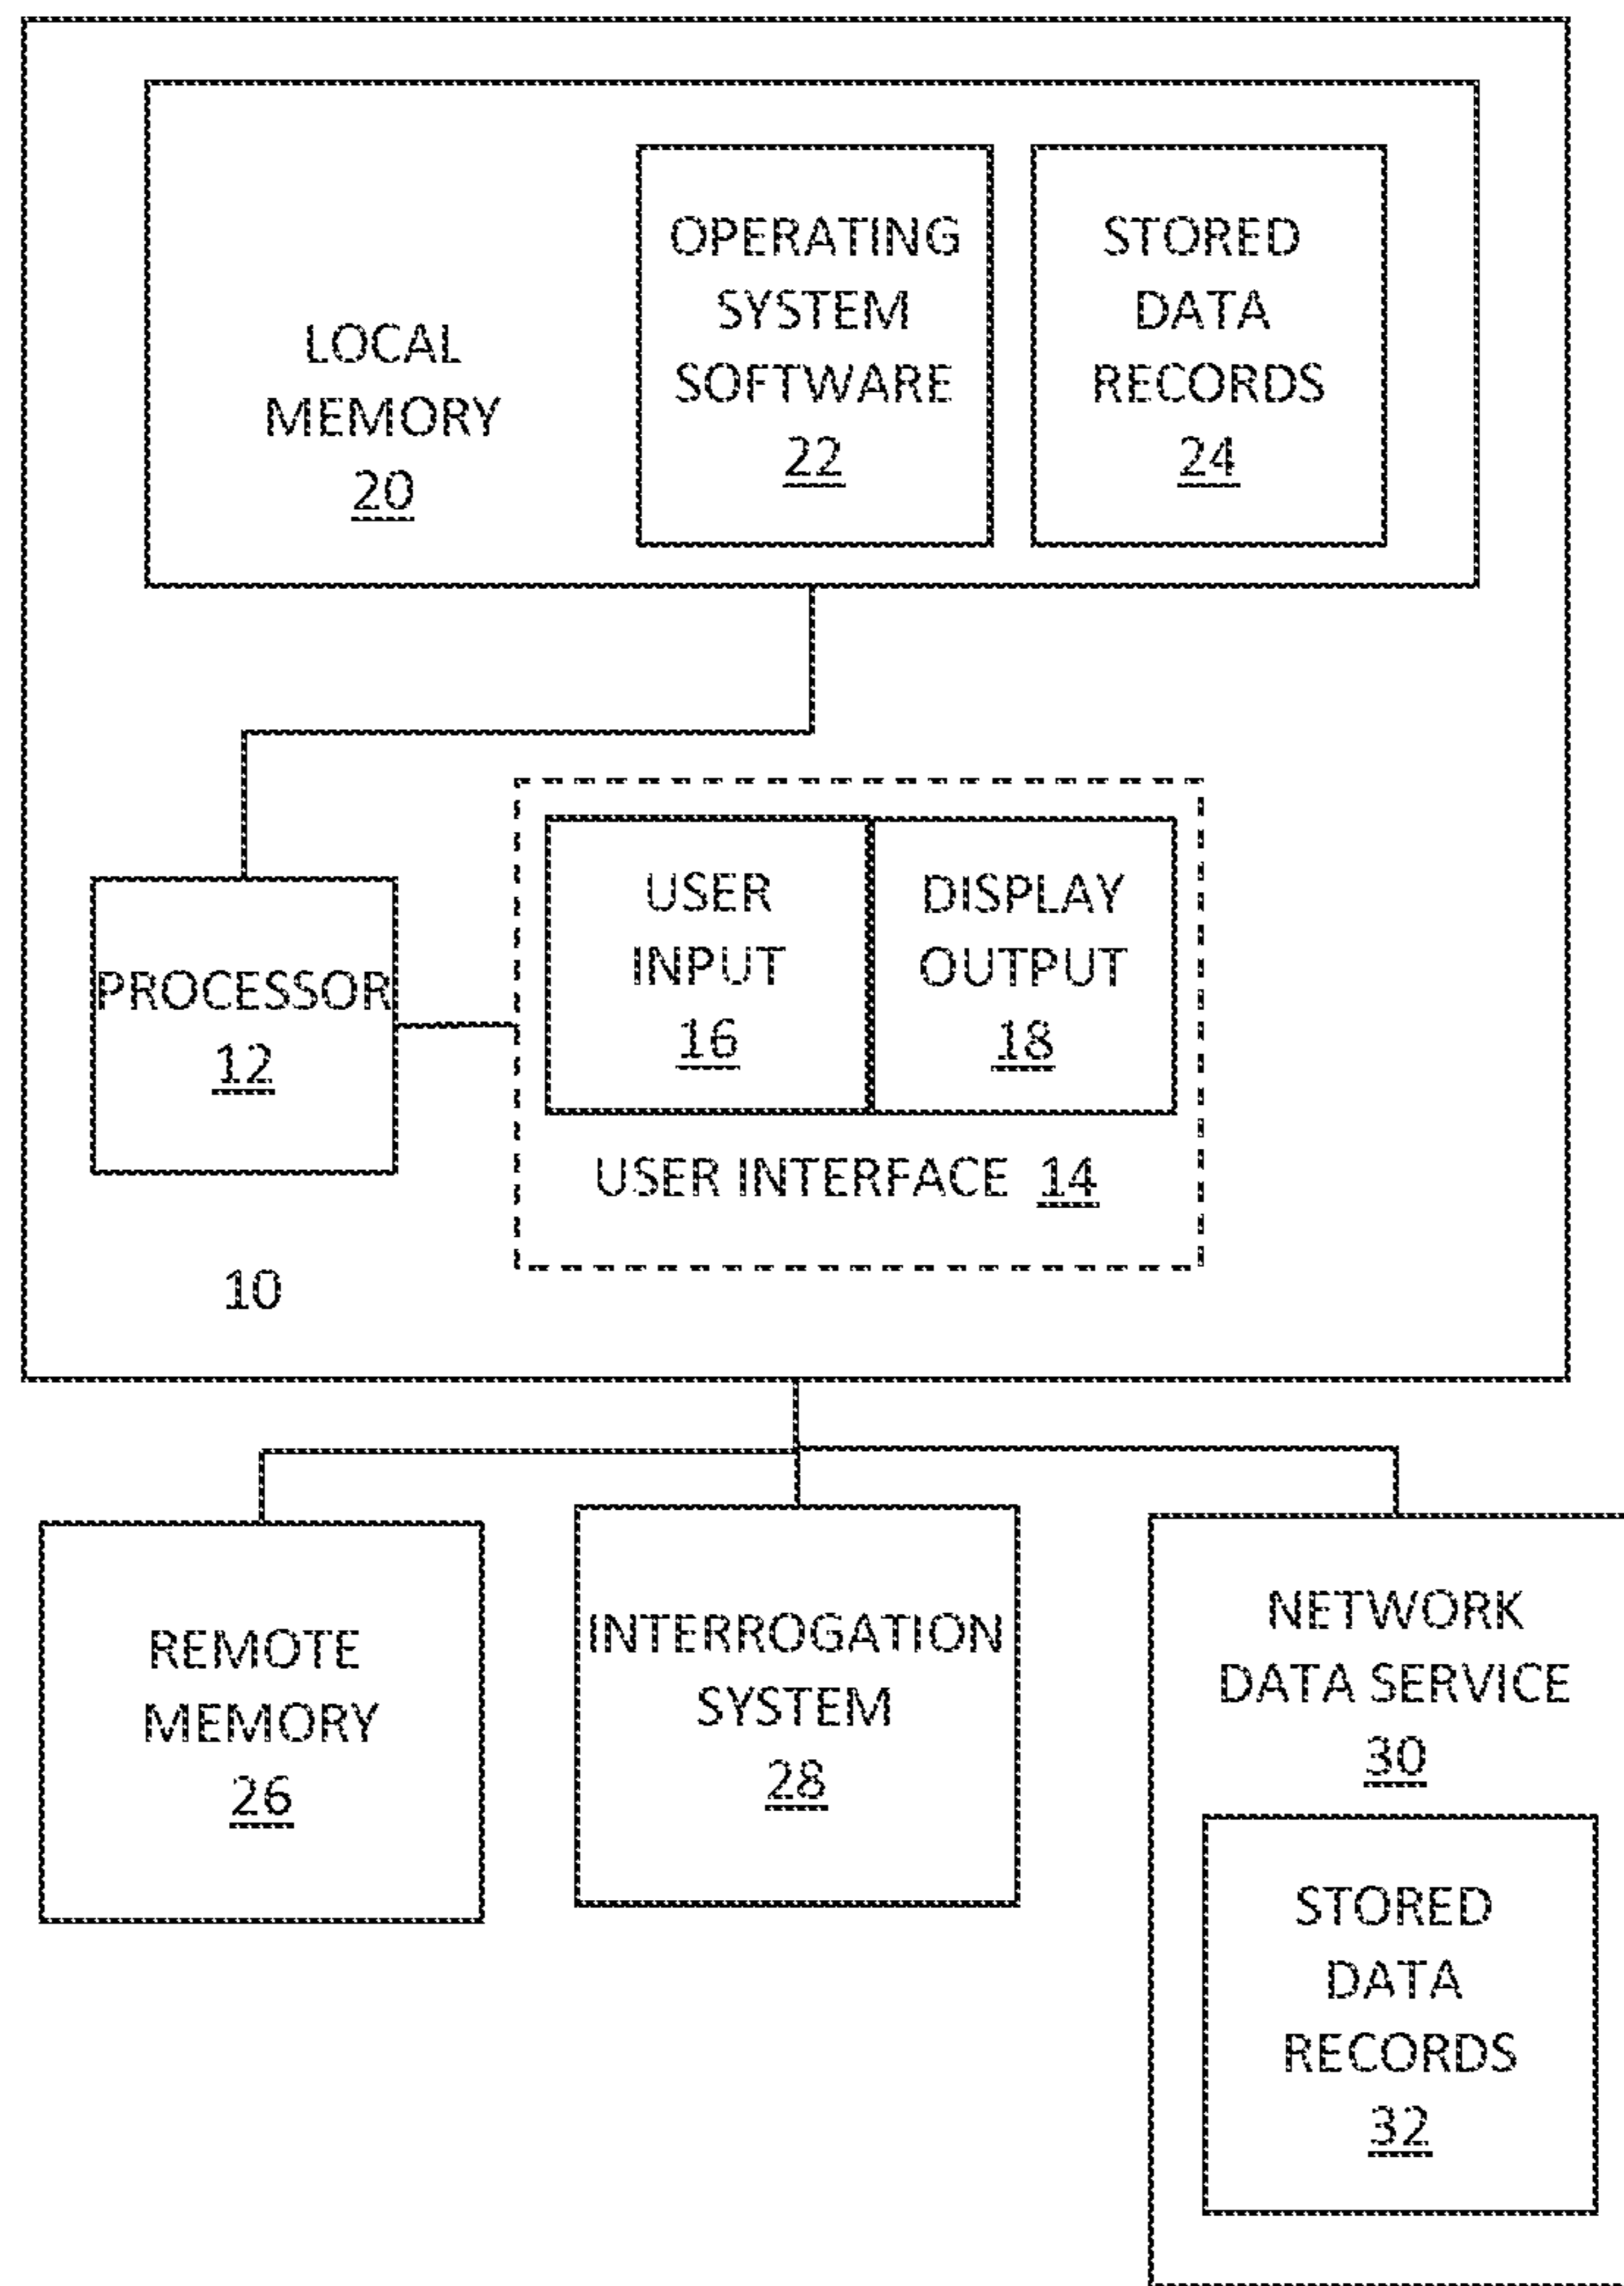 LOCAL
MEMORY
20
OPERATING
SYSTEM
SOFTWARE
22
STORED
DATA
RECORDS
24
PROCESSOR
12
USER
INPUT
16
DISPLAY
OUTPUT
18
USER INTERFACE 14
10
REMOTE
MEMORY
26
INTERROGATION
SYSTEM
28
NETWORK
DATA SERVICE
30
STORED
DATA
RECORDS
32